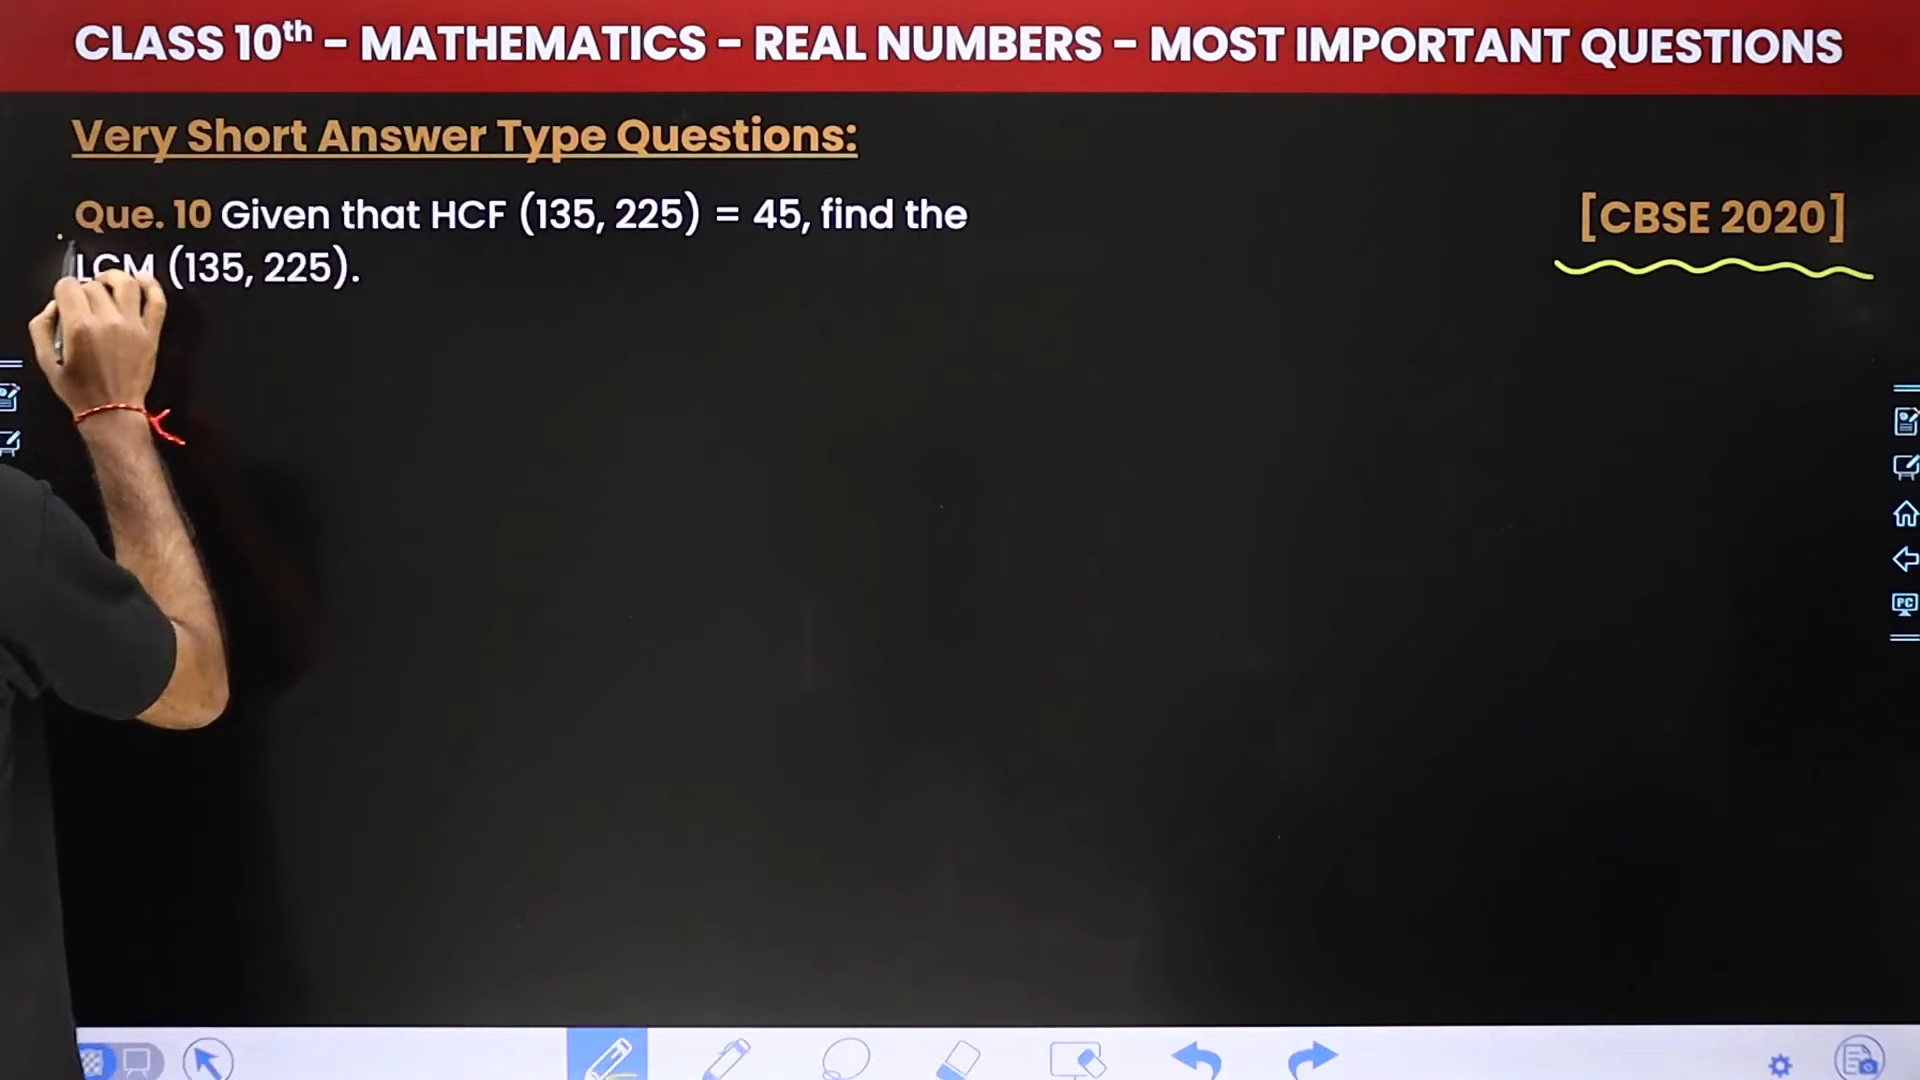 CLASS 10th - MATHEMATICS - REAL NUMBERS - MOST IMPORTANT QUESTIONS
Very Short Answer Type Questions:
Que. 10 Given that HCF (135, 225) = 45, find the
LCM (135, 225).
[CBSE 2020]
PC